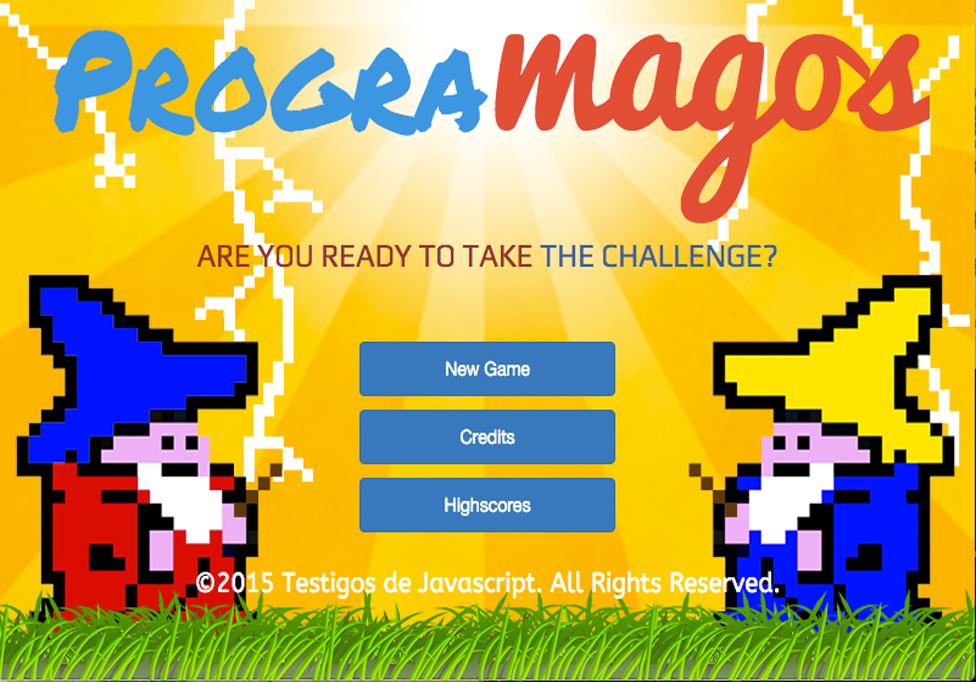 PROGRAmagos
ARE YOU READY TO TAKE THE CHALLENGE?
New Game
Credits
Highscores
©2015 Testigos de Javascript. All Rights Reserved.